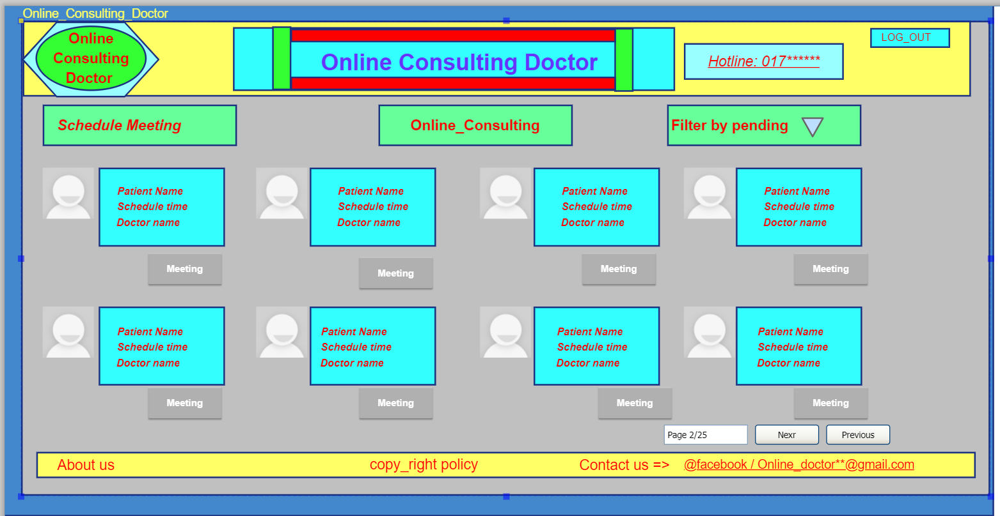 Online_Consulting_Doctor
Online
Consulting
Doctor
Online Consulting Doctor
Hotline: 017******
LOG_OUT
Schedule Meeting
Online_Consulting
Filter by pending
Patient Name
Schedule time
Doctor name
Patient Name
Schedule time
Doctor name
Patient Name
Schedule time
Doctor name
Patient Name
Schedule time
Doctor name
Meeting
Meeting
Meeting
Meeting
Patient Name
Schedule time
Doctor name
Patient Name
Schedule time
Doctor name
Patient Name
Schedule time
Doctor name
Patient Name
Schedule time
Doctor name
Meeting
Meeting
Meeting
Meeting
Page 2/25
Nexr
Previous
About us
copy_right policy
Contact us =>
@facebook / Online_doctor**@gmail.com